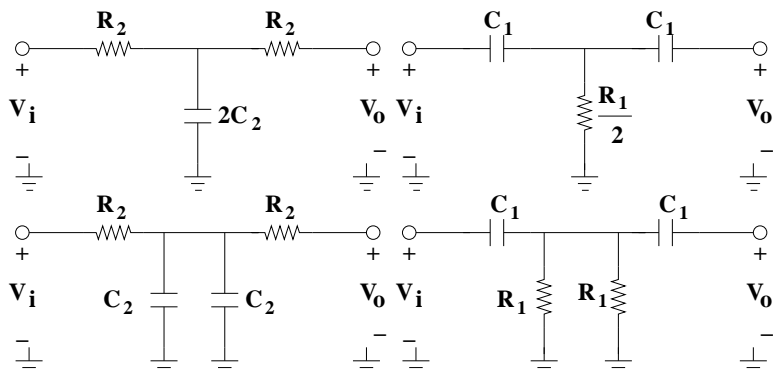 R2 R2 C1 C1
+ + + +
Vi 2C2 Vo Vi R1/2 Vo
− − − −
R2 R2 C1 C1
+ + + +
Vi C2 C2 Vo Vi R1 R1 Vo
− − − −